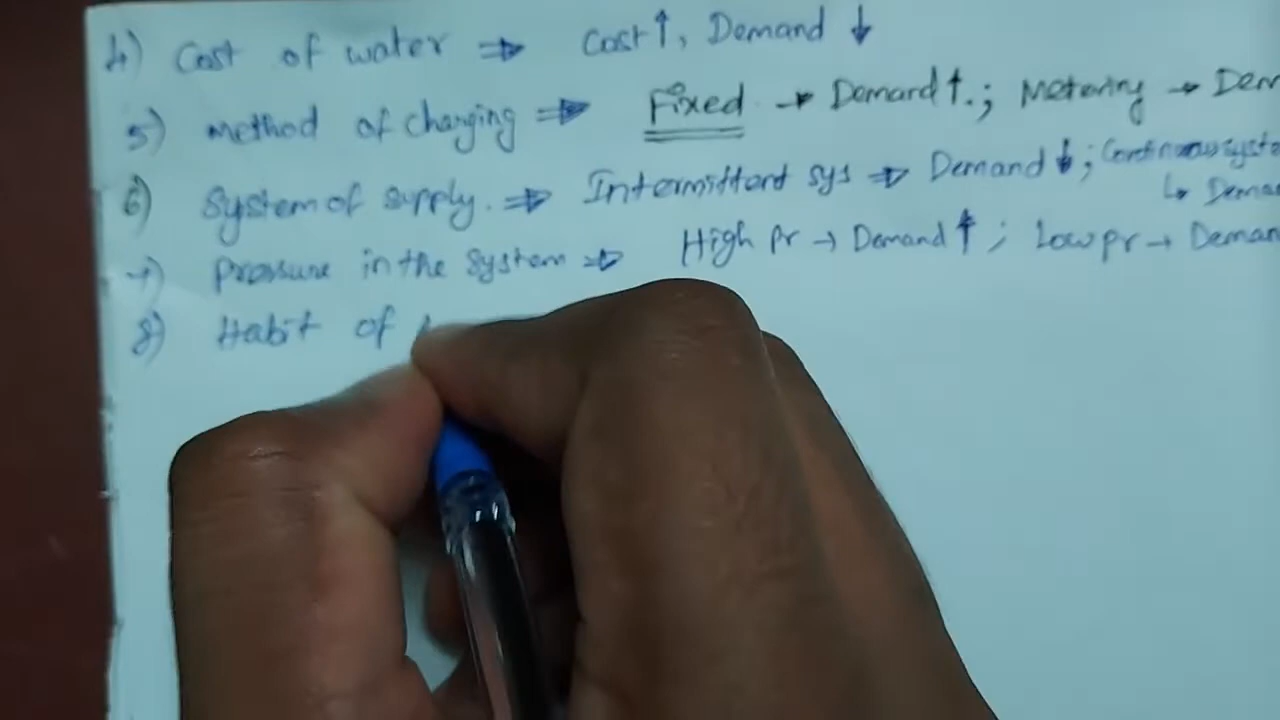 4) Cost of water ⇒ Cost↑, Demand ↓
5) Method of charging ⇒ Fixed → Demand↑.; Metering → Dem
6) System of supply. ⇒ Intermittent sys ⇒ Demand ↓; Continuous syste
↳ Deman
7) Pressure in the system ⇒ High Pr → Demand ↑; Low pr → Deman
8) Habit of